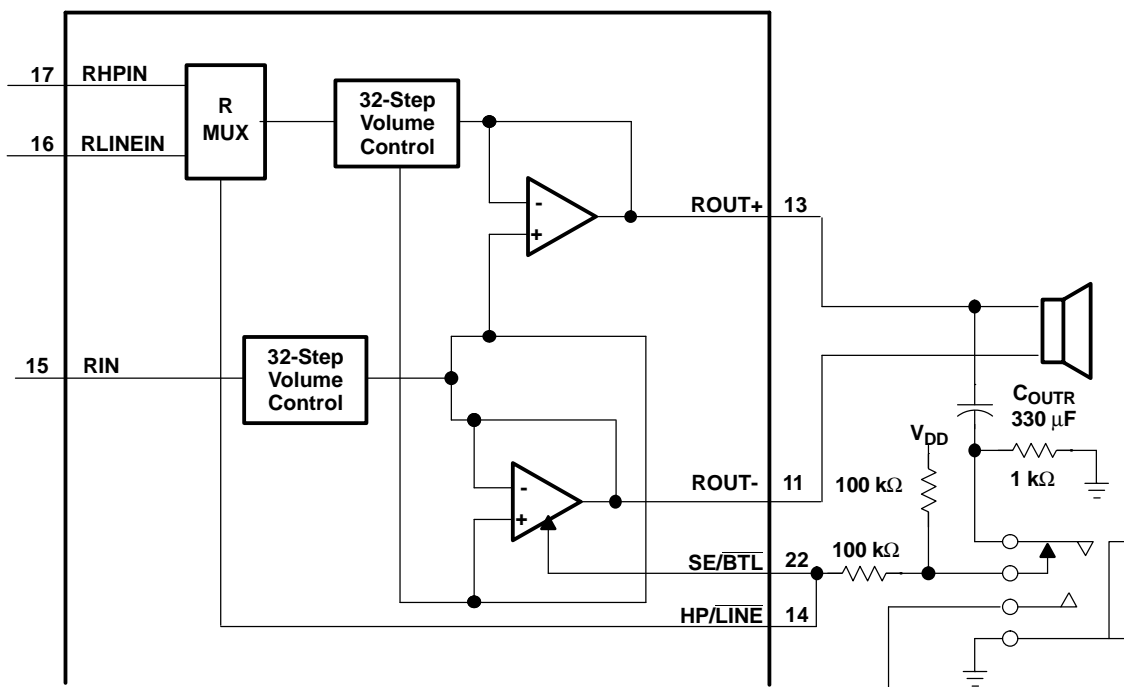 17 RHPIN
R
MUX
32-Step
Volume
Control
16 RLINEIN
-
+
ROUT+ 13
15 RIN
32-Step
Volume
Control
COUTR
330 μF
VDD
1 kΩ
-
+
ROUT- 11
100 kΩ
100 kΩ
SE/BTL 22
HP/LINE 14